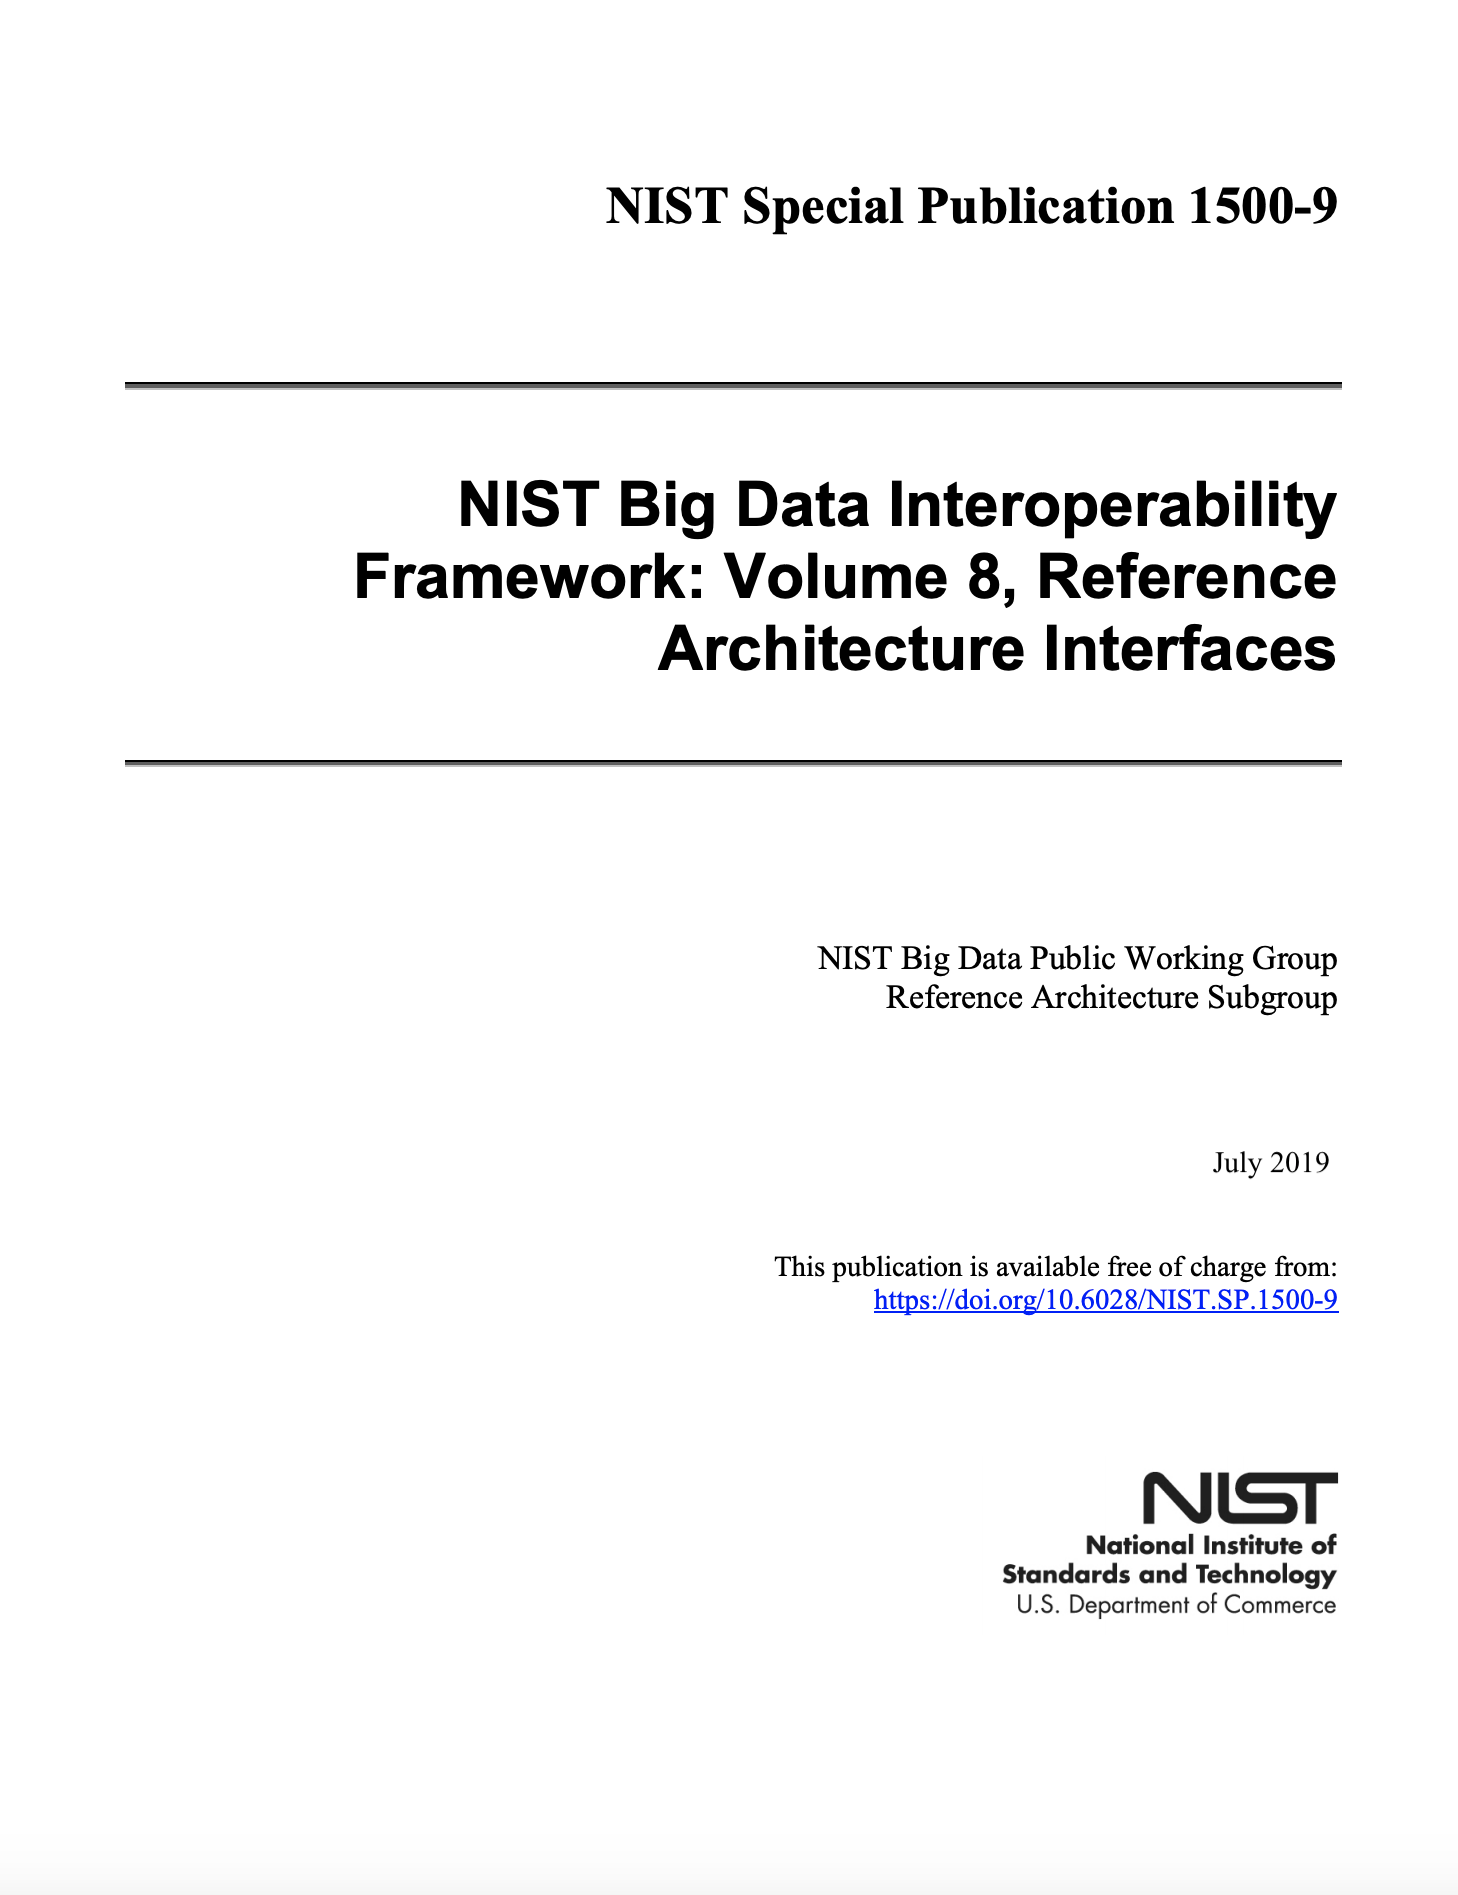 NIST Special Publication 1500-9
NIST Big Data Interoperability
Framework: Volume 8, Reference
Architecture Interfaces
NIST Big Data Public Working Group
Reference Architecture Subgroup
July 2019
This publication is available free of charge from:
https://doi.org/10.6028/NIST.SP.1500-9
NIST
National Institute of
Standards and Technology
U.S. Department of Commerce